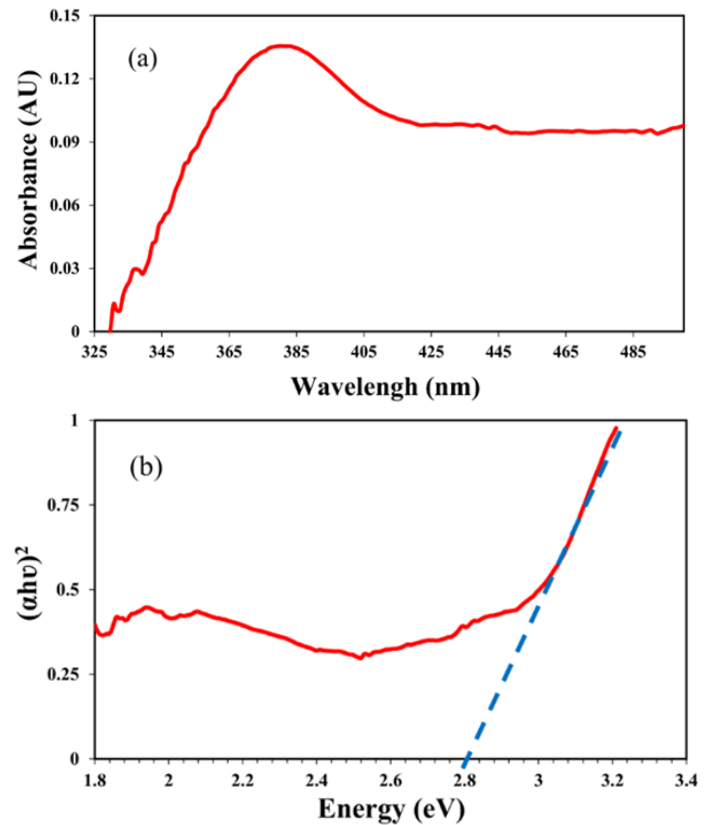 (a)
Absorbance (AU)
0.15
0.12
0.09
0.06
0.03
0
325 345 365 385 405 425 445 465 485
Wavelengh (nm)
(b)
(αhυ)²
1
0.75
0.5
0.25
0
1.8 2 2.2 2.4 2.6 2.8 3 3.2 3.4
Energy (eV)